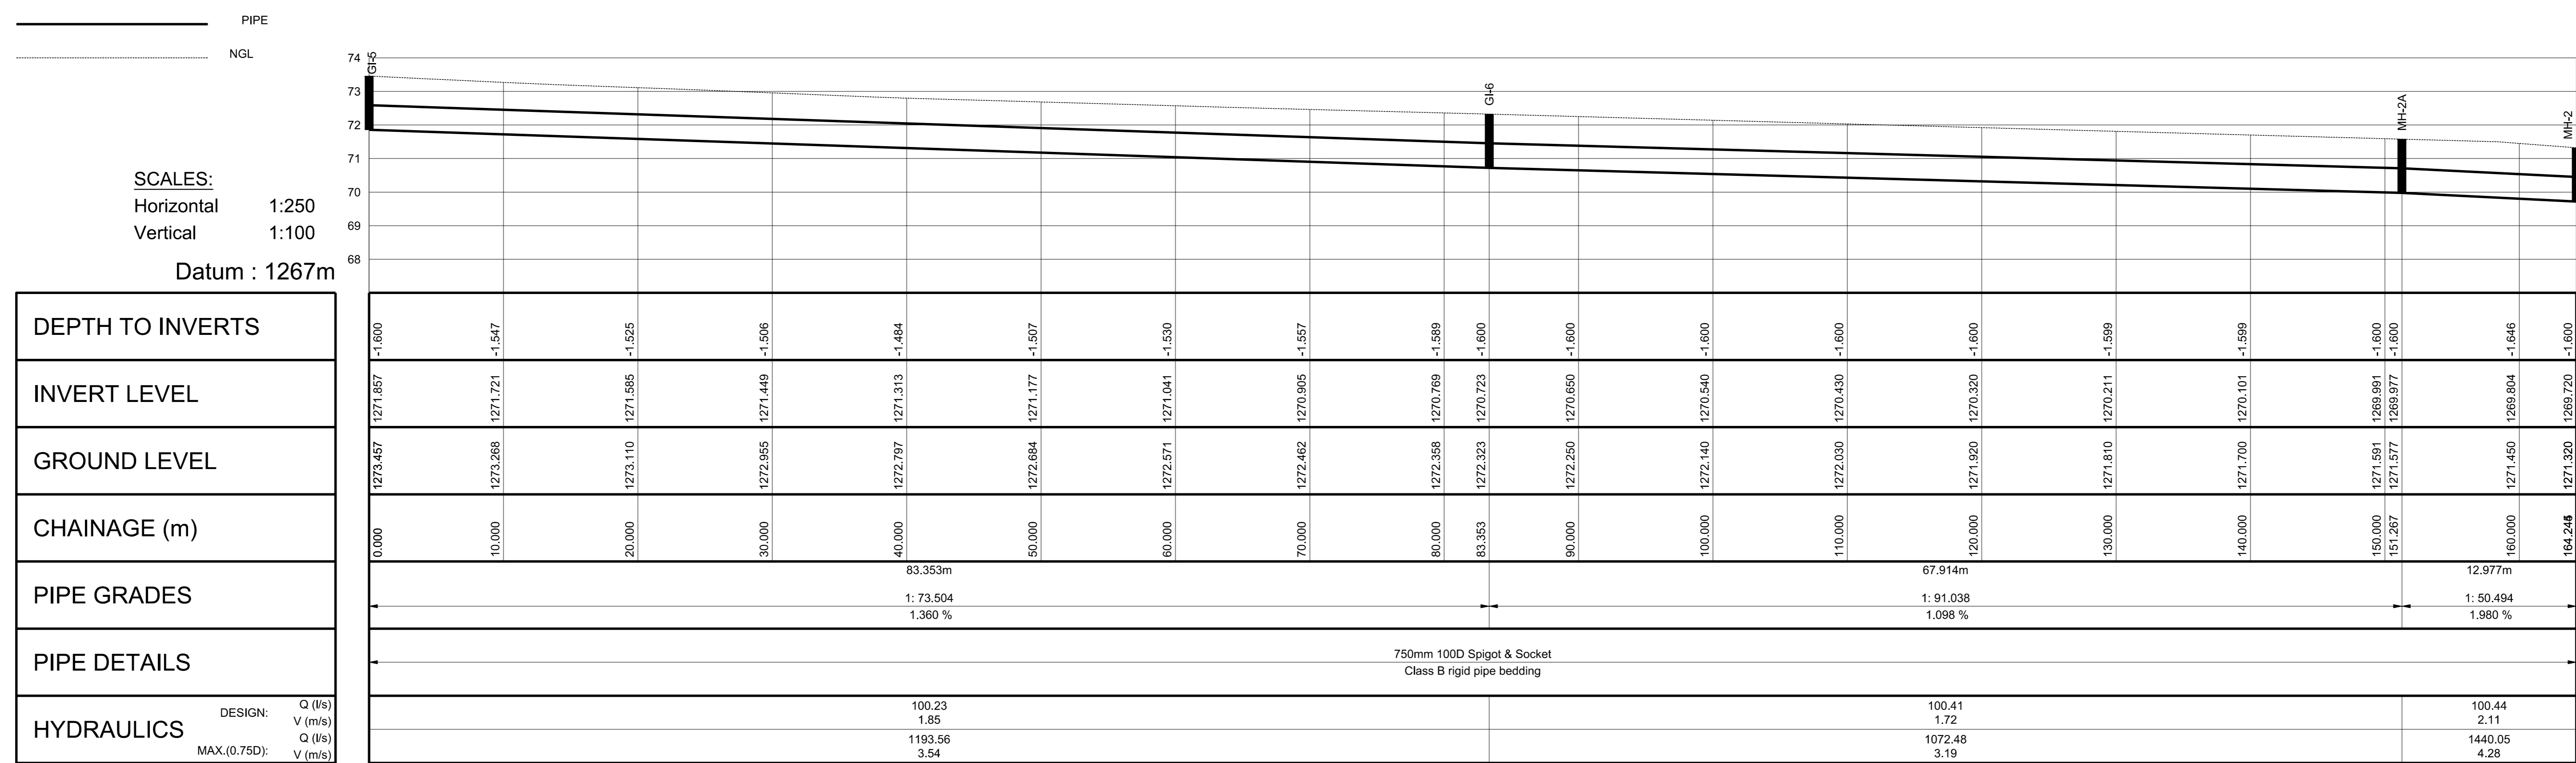 PIPE
NGL
74
73
72
71
70
69
68
GI-5
GI-6
MH-2A
MH-2
SCALES:
Horizontal 1:250
Vertical 1:100
Datum : 1267m
DEPTH TO INVERTS
-1.600 -1.547 -1.525 -1.506 -1.484 -1.507 -1.530 -1.557 -1.589 -1.600 -1.600 -1.600 -1.600 -1.600 -1.599 -1.599 -1.600 -1.600 -1.646 -1.600
INVERT LEVEL
1271.857 1271.721 1271.585 1271.449 1271.313 1271.177 1271.041 1270.905 1270.769 1270.723 1270.650 1270.540 1270.430 1270.320 1270.211 1270.101 1269.991 1269.977 1269.804 1269.720
GROUND LEVEL
1273.457 1273.268 1273.110 1272.955 1272.797 1272.684 1272.571 1272.462 1272.358 1272.323 1272.250 1272.140 1272.030 1271.920 1271.810 1271.700 1271.591 1271.577 1271.450 1271.320
CHAINAGE (m)
0.000 10.000 20.000 30.000 40.000 50.000 60.000 70.000 80.000 83.353 90.000 100.000 110.000 120.000 130.000 140.000 150.000 151.267 160.000
PIPE GRADES
83.353m 67.914m 12.977m
1: 73.504 1: 91.038 1: 50.494
1.360 % 1.098 % 1.980 %
PIPE DETAILS
750mm 100D Spigot & Socket
Class B rigid pipe bedding
HYDRAULICS
DESIGN: Q (l/s) 100.23 100.41 100.44
V (m/s) 1.85 1.72 2.11
MAX.(0.75D): Q (l/s) 1193.56 1072.48 1440.05
V (m/s) 3.54 3.19 4.28